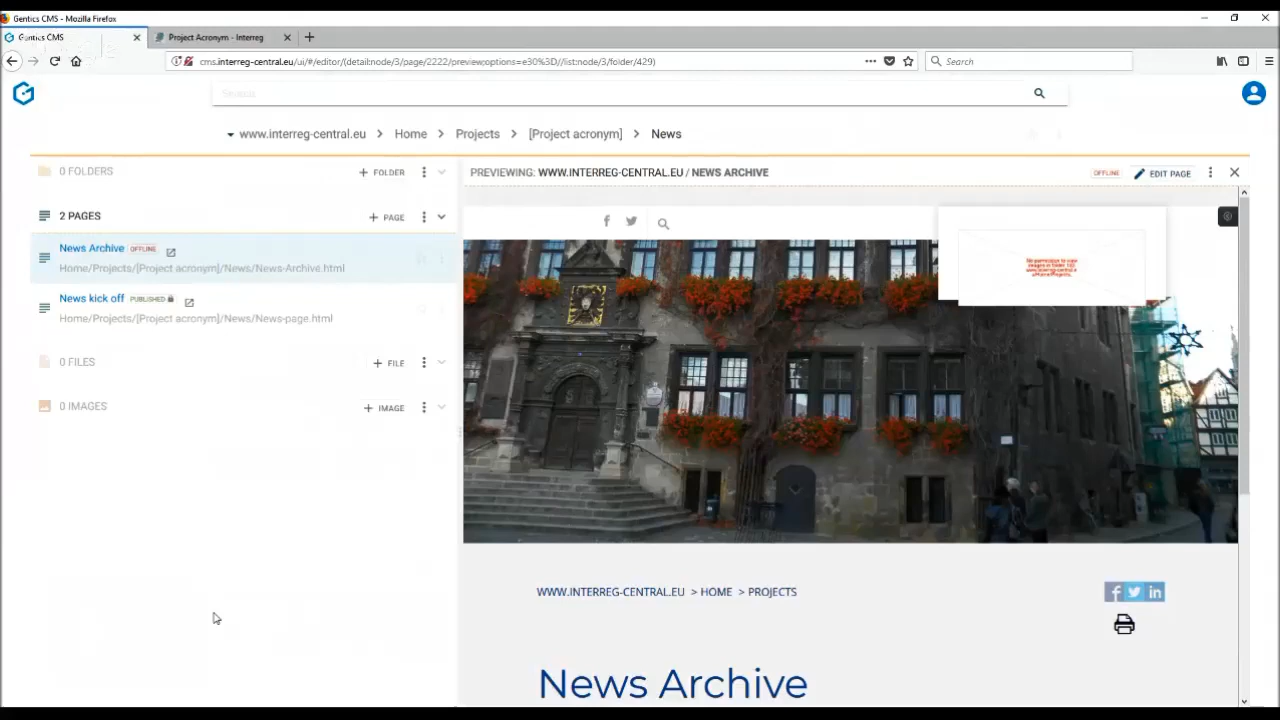 Gentics CMS - Mozilla Firefox
Gentics CMS
Project Acronym - Interreg
cms.interreg-central.eu/ui/#/editor/(detail:node/3/page/2222/preview;options=e30%3D//list:node/3/folder/429)
Search
Search
www.interreg-central.eu > Home > Projects > [Project acronym] > News
0 FOLDERS
+ FOLDER
2 PAGES
+ PAGE
News Archive OFFLINE
Home/Projects/[Project acronym]/News/News-Archive.html
News kick off PUBLISHED
Home/Projects/[Project acronym]/News/News-page.html
0 FILES
+ FILE
0 IMAGES
+ IMAGE
PREVIEWING: WWW.INTERREG-CENTRAL.EU / NEWS ARCHIVE
OFFLINE
EDIT PAGE
WWW.INTERREG-CENTRAL.EU > HOME > PROJECTS
News Archive